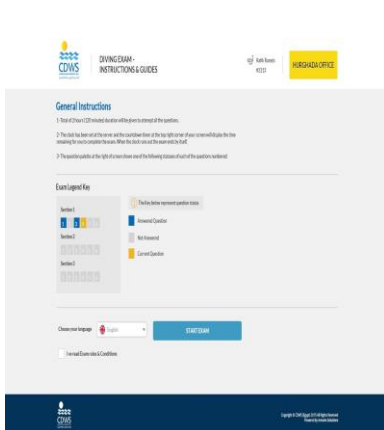 CDWS
DIVING EXAM -
INSTRUCTIONS & GUIDES
#3333
HURGHADA OFFICE
General Instructions
1- Total of 2 hours (120 minutes) duration will be given to attempt all the questions.
2- The clock has been set at the server and the countdown timer at the top right corner of your screen will display the time
remaining for you to complete the exam. When the clock runs out the exam ends by itself.
3- The question palette at the right of screen shows one of the following statuses of each of the questions numbered:
Exam Legend Key
The Key below represent question status
Section 1
Answered Question
Section 2
Not Answered
Current Question
Section 3
Choose your language
English
START EXAM
I've read Exams rules & Conditions
CDWS